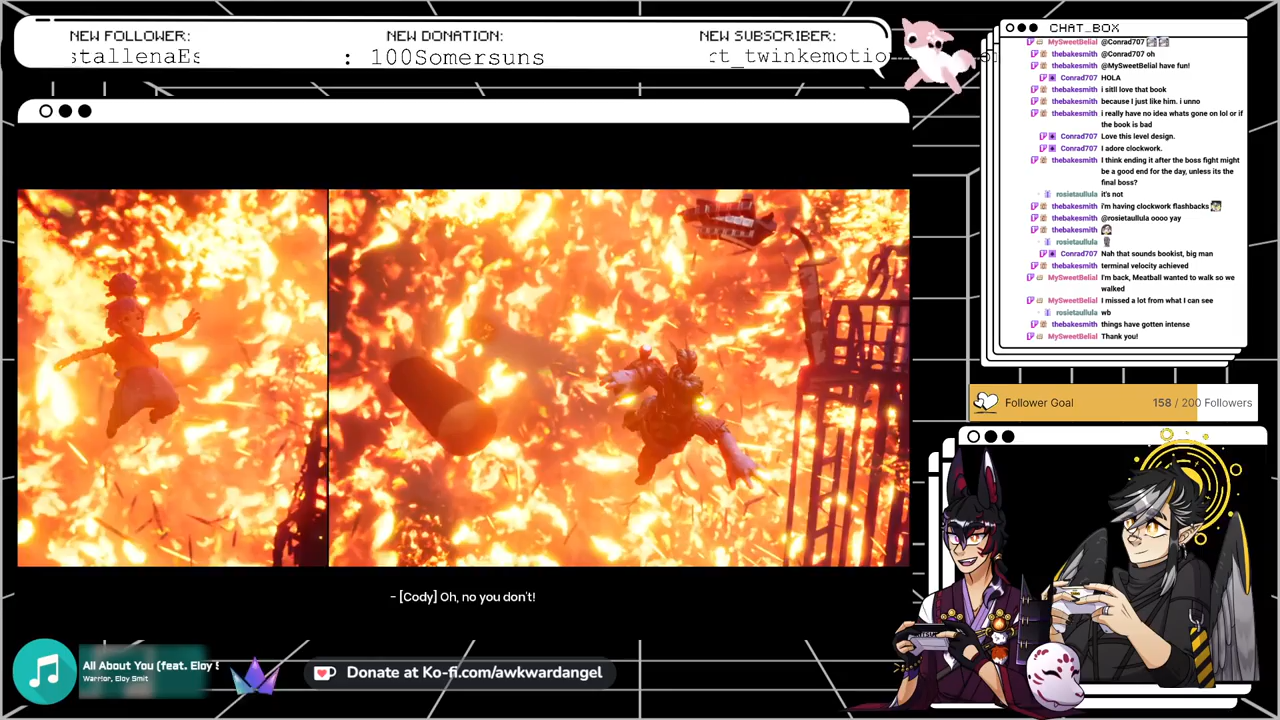 NEW FOLLOWER:
stallenaEs
NEW DONATION:
: 10€Somersuns
NEW SUBSCRIBER:
rt_twinkemotio
CHAT_BOX
MySweetBelial @Conrad707
thebakesmith @Conrad707 oh
thebakesmith @MySweetBelial have fun!
Conrad707 HOLA
thebakesmith i sitll love that book
thebakesmith because I just like him. i unno
thebakesmith i really have no idea whats gone on lol or if
the book is bad
Conrad707 Love this level design.
Conrad707 I adore clockwork.
thebakesmith I think ending it after the boss fight might
be a good end for the day, unless its the
final boss?
rosietaullula it's not
thebakesmith i'm having clockwork flashbacks
thebakesmith @rosietaullula oooo yay
thebakesmith
rosietaullula
Conrad707 Nah that sounds bookist, big man
thebakesmith terminal velocity achieved
MySweetBelial I'm back, Meatball wanted to walk so we
walked
MySweetBelial I missed a lot from what I can see
rosietaullula wb
thebakesmith things have gotten intense
MySweetBelial Thank you!
Follower Goal
158 / 200 Followers
- [Cody] Oh, no you don't!
All About You (feat. Eloy S
Warrior, Eloy Smit
Donate at Ko-fi.com/awkwardangel